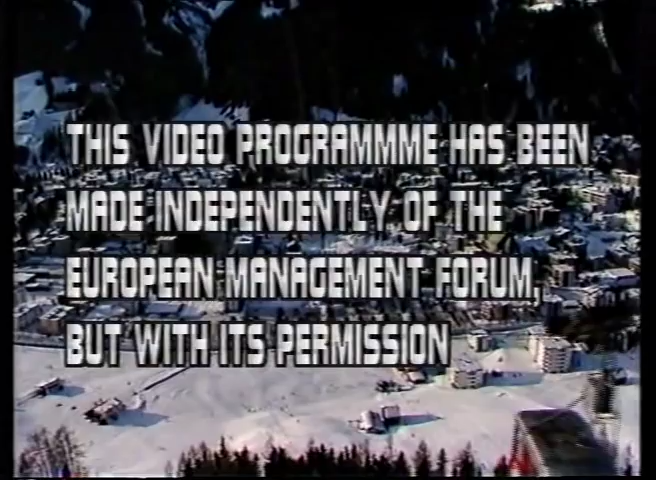 THIS VIDEO PROGRAMMME HAS BEEN
MADE INDEPENDENTLY OF THE
EUROPEAN MANAGEMENT FORUM,
BUT WITH ITS PERMISSION